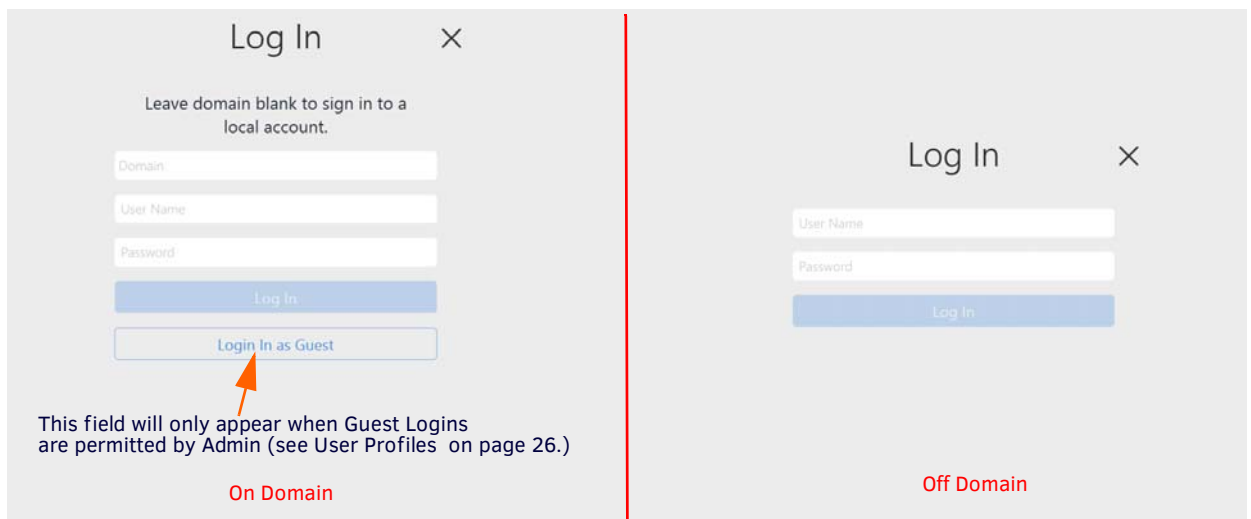 Log In
Leave domain blank to sign in to a
local account.
Domain
User Name
Password
Log In
Login In as Guest
This field will only appear when Guest Logins
are permitted by Admin (see User Profiles on page 26.)
On Domain
Log In
User Name
Password
Log In
Off Domain